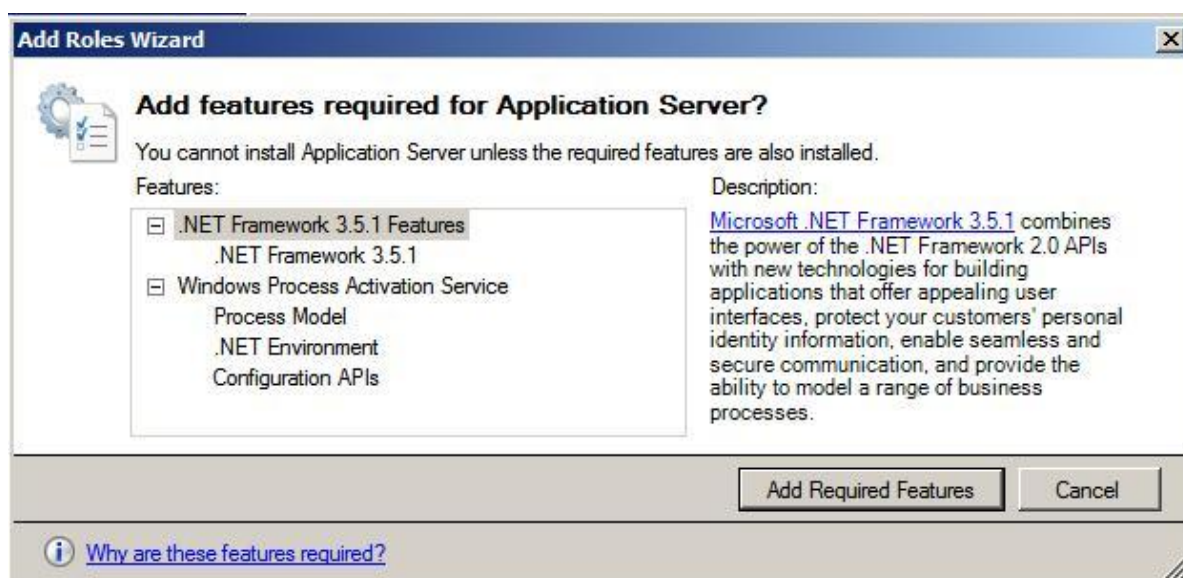 Add Roles Wizard
Add features required for Application Server?
You cannot install Application Server unless the required features are also installed.
Features:
.NET Framework 3.5.1 Features
.NET Framework 3.5.1
Windows Process Activation Service
Process Model
.NET Environment
Configuration APIs
Description:
Microsoft .NET Framework 3.5.1 combines
the power of the .NET Framework 2.0 APIs
with new technologies for building
applications that offer appealing user
interfaces, protect your customers' personal
identity information, enable seamless and
secure communication, and provide the
ability to model a range of business
processes.
Add Required Features
Cancel
Why are these features required?